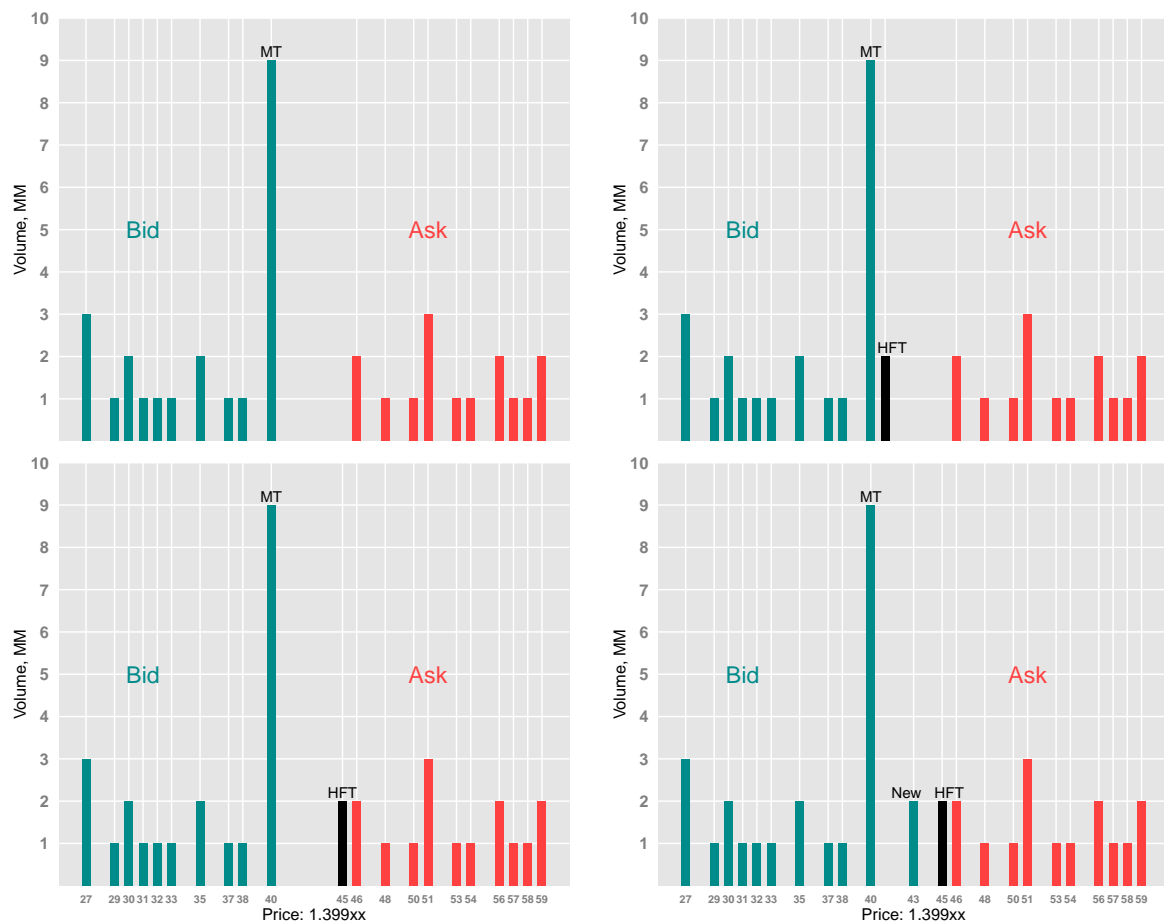 10
9
8
7
6
5
4
3
2
1
Volume, MM
MT
Bid
Ask
10
9
8
7
6
5
4
3
2
1
Volume, MM
MT
HFT
Bid
Ask
10
9
8
7
6
5
4
3
2
1
Volume, MM
MT
Bid
Ask
HFT
27 29 30 31 32 33 35 37 38 40 45 46 48 50 51 53 54 56 57 58 59
Price: 1.399xx
10
9
8
7
6
5
4
3
2
1
Volume, MM
MT
Bid
Ask
New HFT
27 29 30 31 32 33 35 37 38 40 43 45 46 48 50 51 53 54 56 57 58 59
Price: 1.399xx